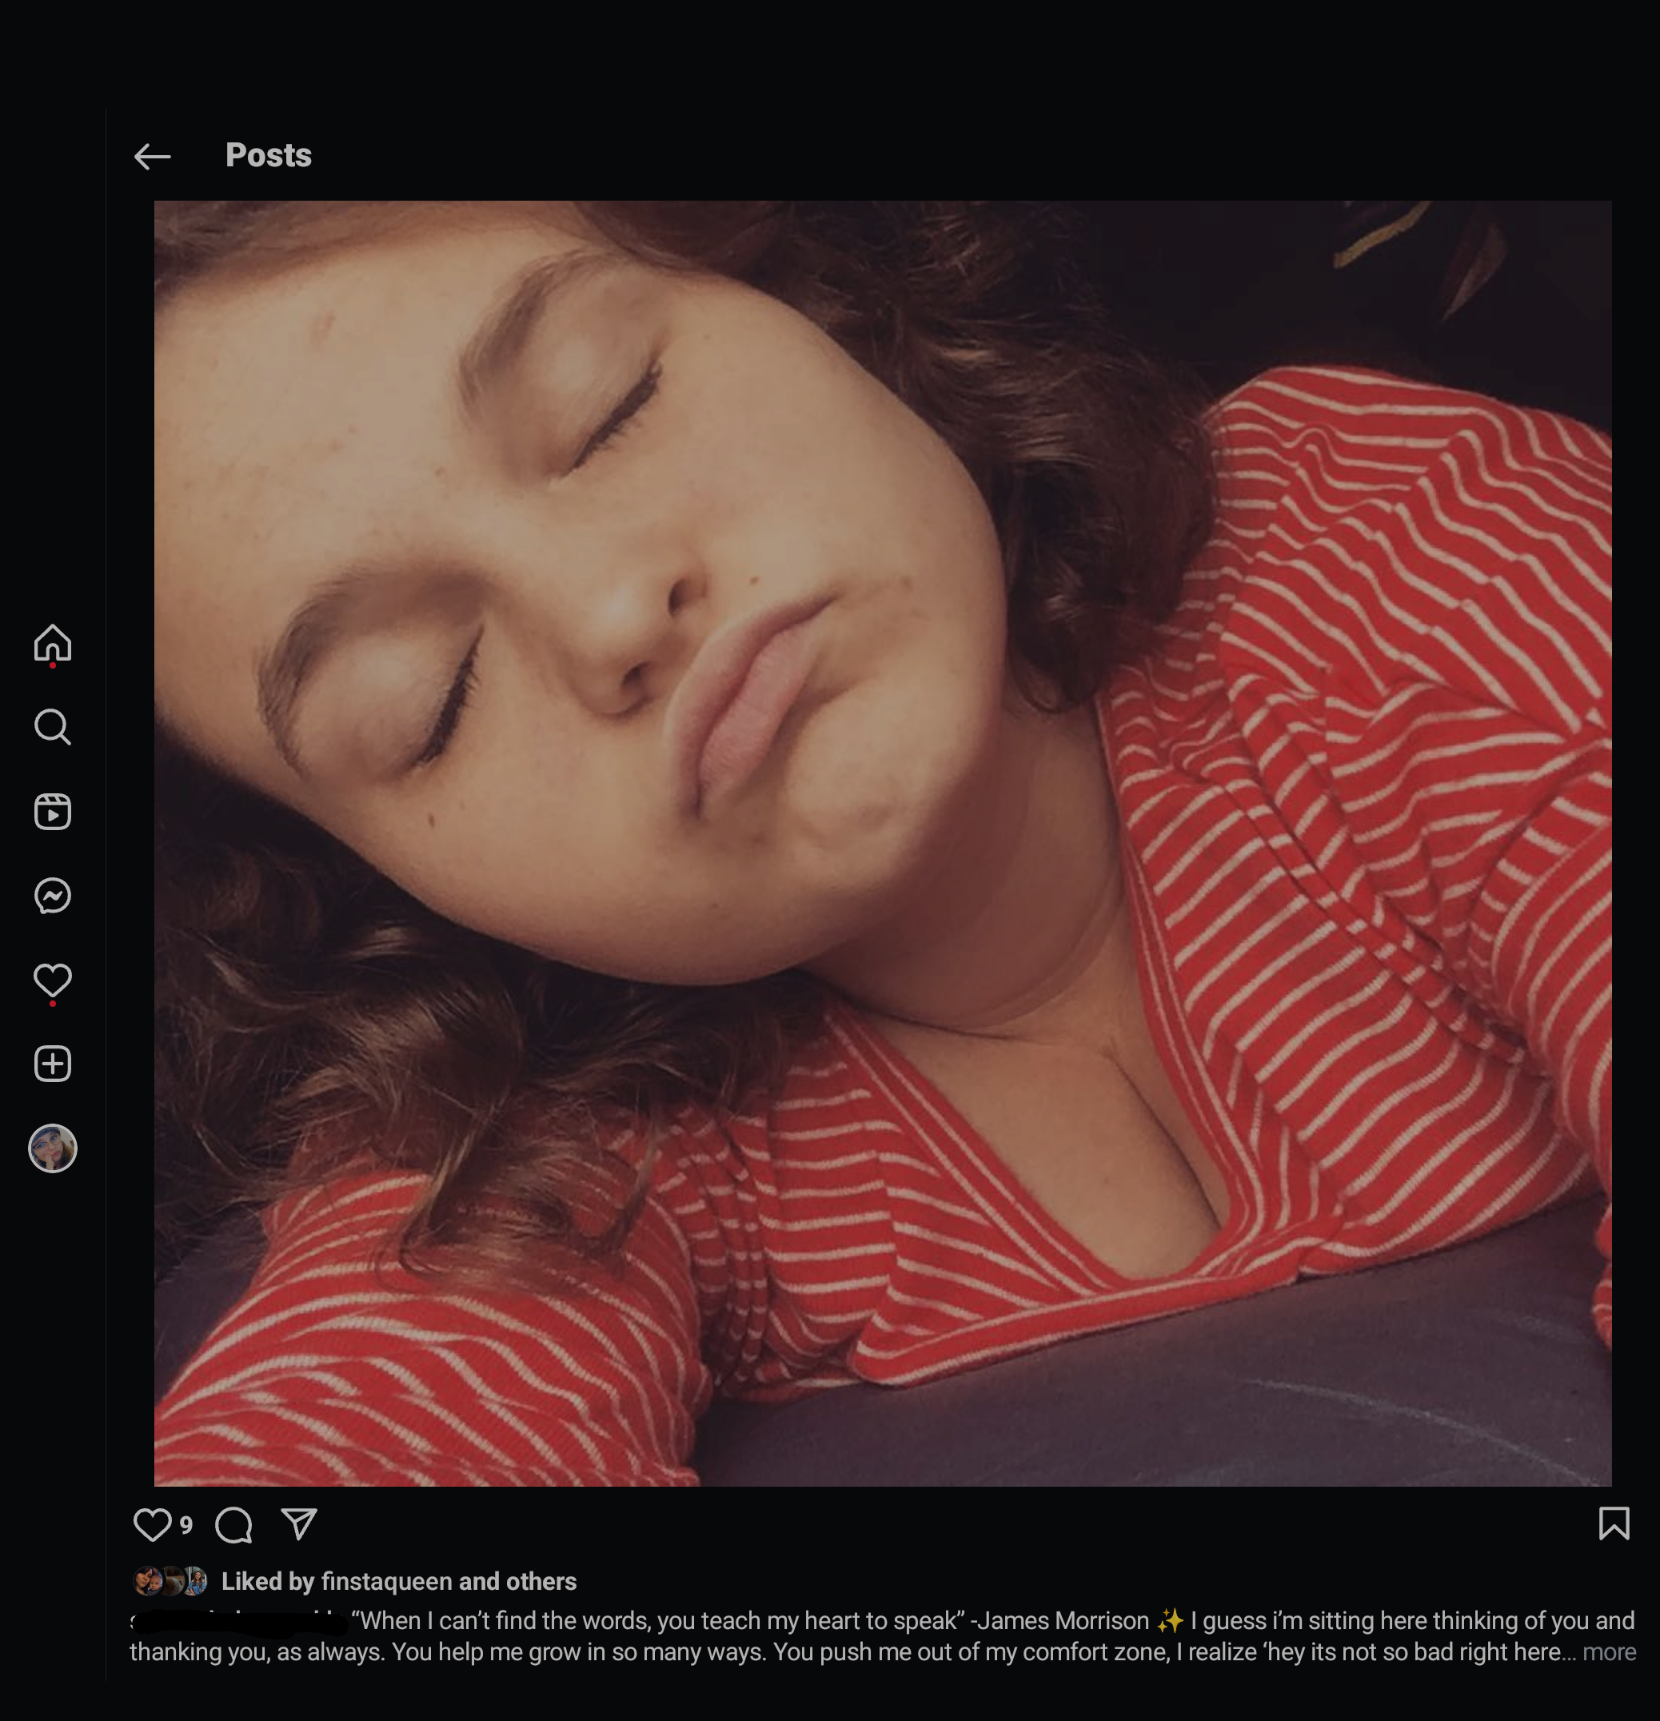 Posts
9
Liked by finstaqueen and others
“When I can’t find the words, you teach my heart to speak” -James Morrison ✨ I guess i’m sitting here thinking of you and
thanking you, as always. You help me grow in so many ways. You push me out of my comfort zone, I realize ‘hey its not so bad right here... more